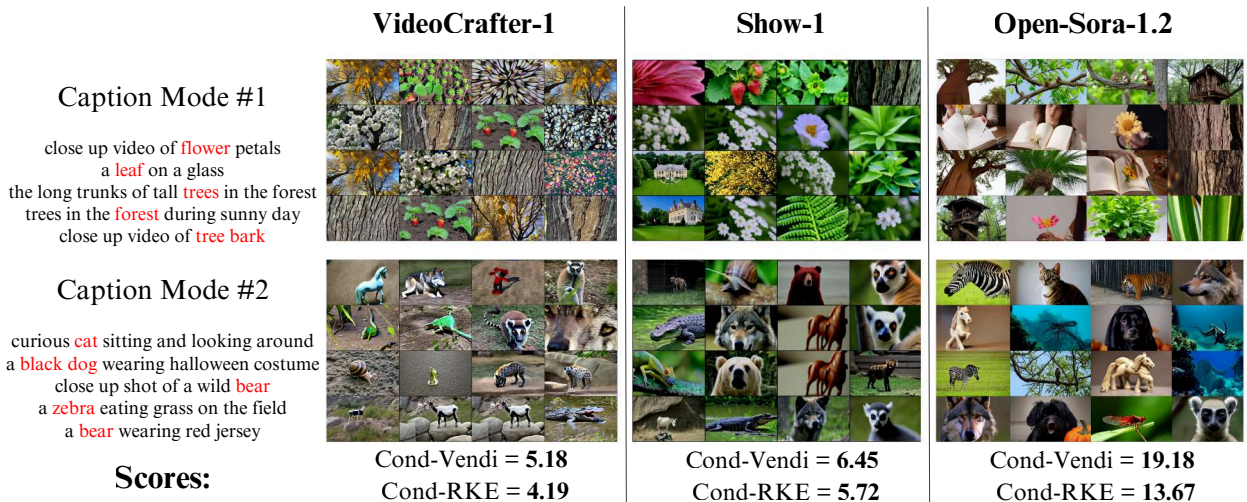 VideoCrafter-1
Show-1
Open-Sora-1.2
Caption Mode #1
close up video of flower petals
a leaf on a glass
the long trunks of tall trees in the forest
trees in the forest during sunny day
close up video of tree bark
Caption Mode #2
curious cat sitting and looking around
a black dog wearing halloween costume
close up shot of a wild bear
a zebra eating grass on the field
a bear wearing red jersey
Scores:
Cond-Vendi = 5.18
Cond-RKE = 4.19
Cond-Vendi = 6.45
Cond-RKE = 5.72
Cond-Vendi = 19.18
Cond-RKE = 13.67